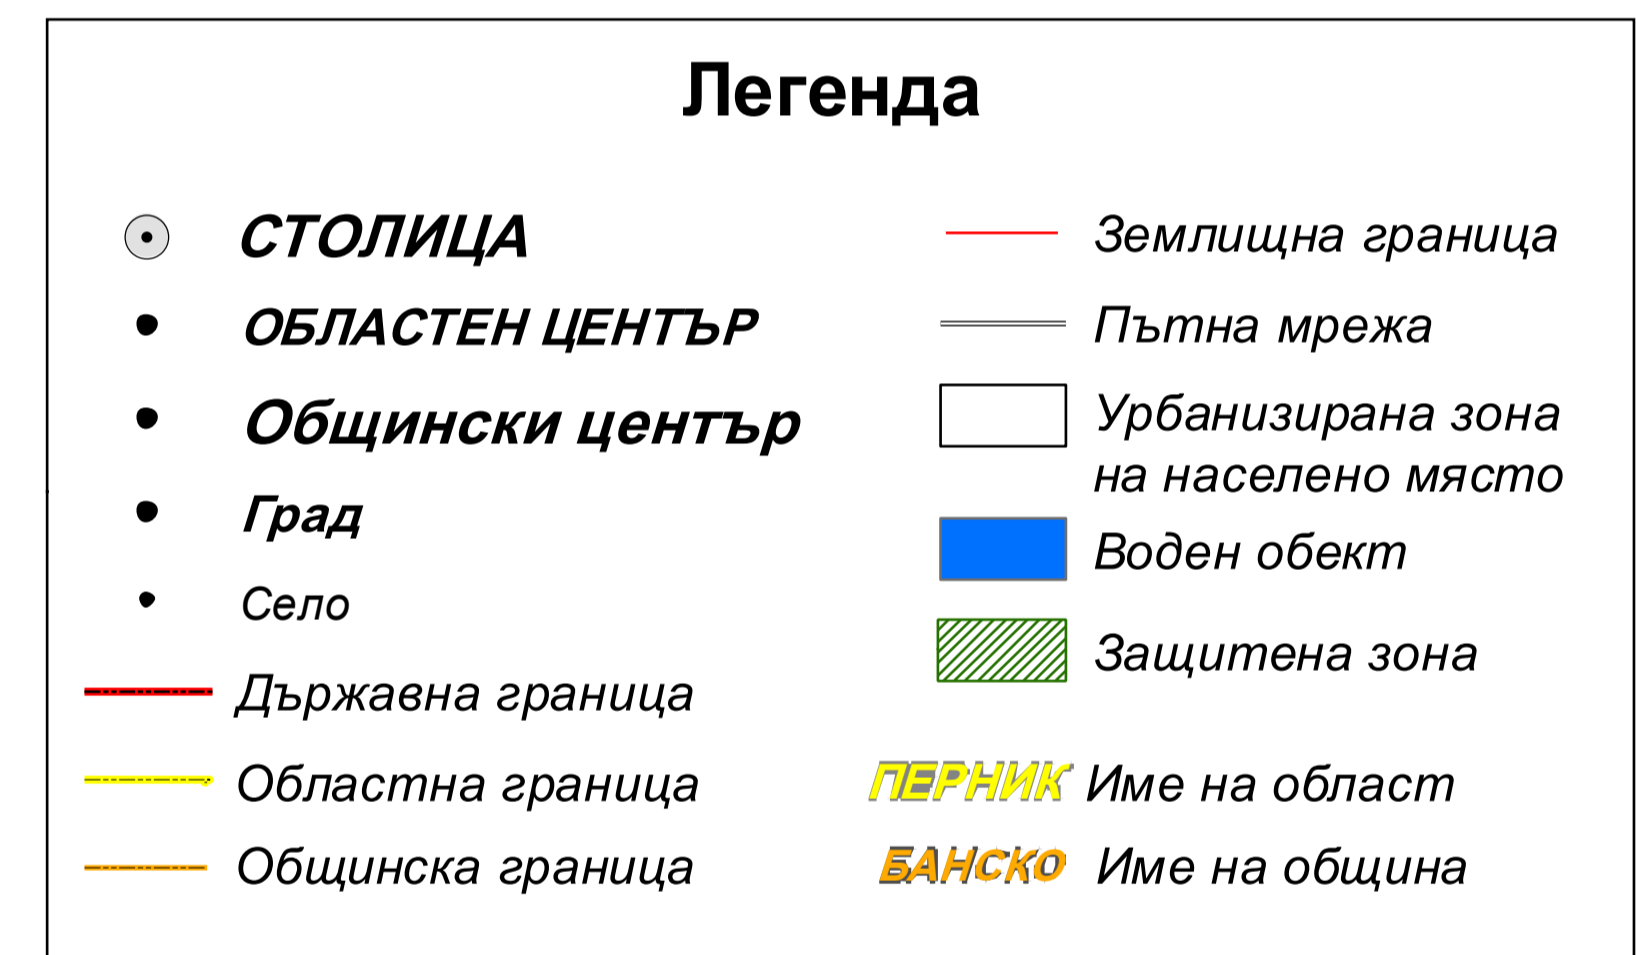 Легенда
СТОЛИЦА
ОБЛАСТЕН ЦЕНТЪР
Общински център
Град
Село
Държавна граница
Областна граница
Общинска граница
Землищна граница
Пътна мрежа
Урбанизирана зона
на населено място
Воден обект
Защитена зона
ПЕРНИК Име на област
БАНСКО Име на община